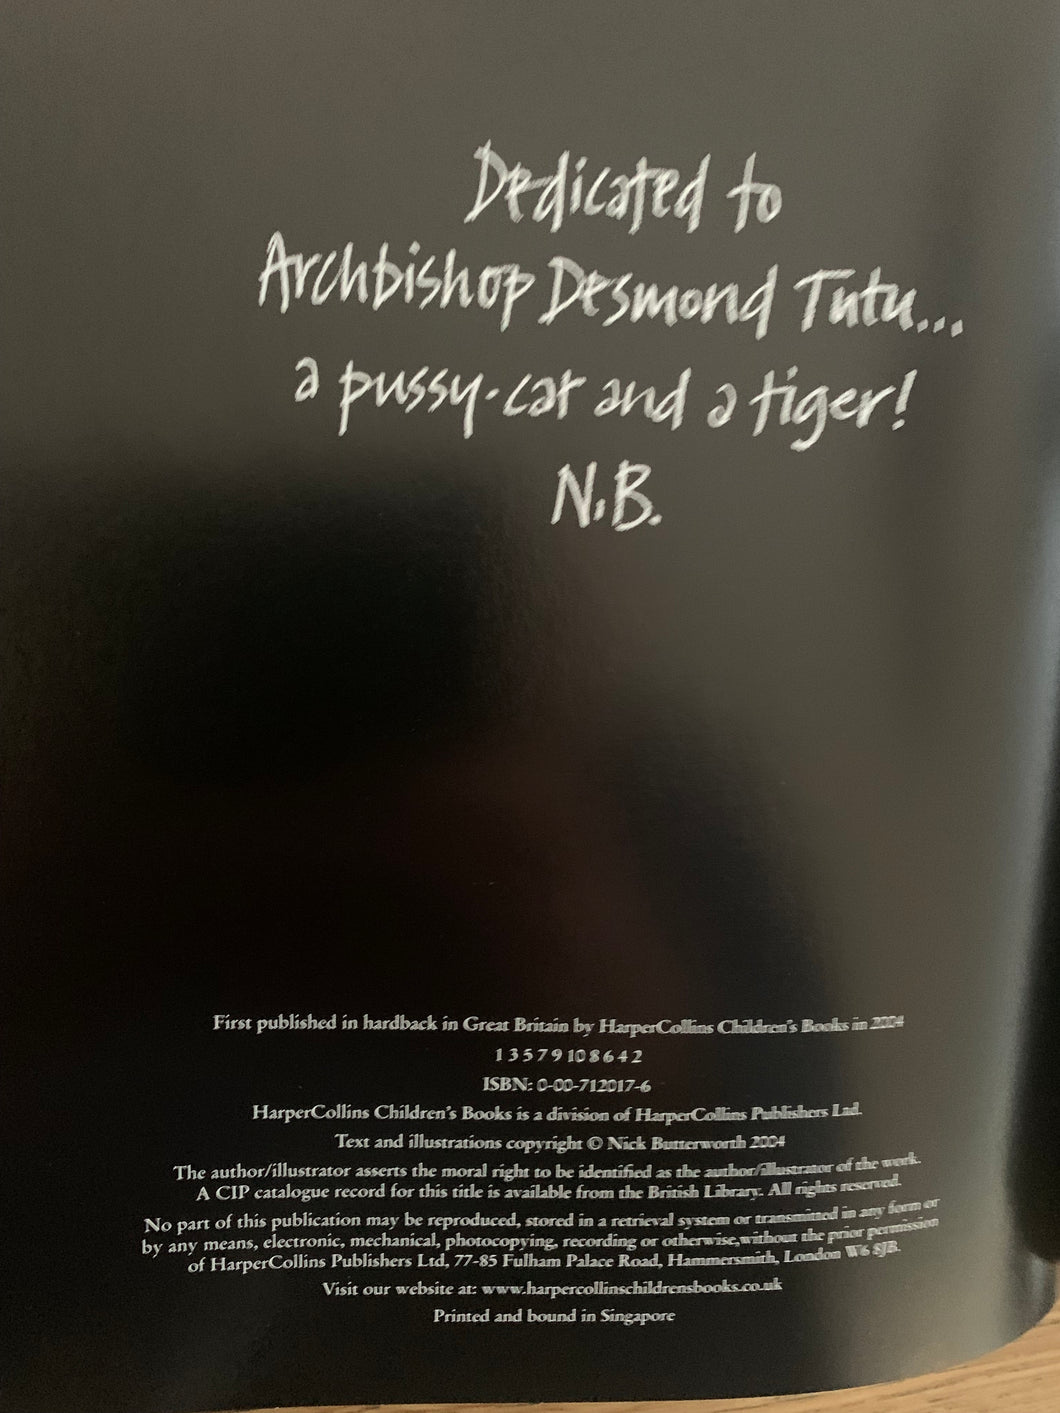 Dedicated to
Archbishop Desmond Tutu...
a pussy-cat and a tiger!
N.B.
First published in hardback in Great Britain by HarperCollins Children's Books in 2004
1 3 5 7 9 10 8 6 4 2
ISBN: 0-00-712017-6
HarperCollins Children's Books is a division of HarperCollins Publishers Ltd.
Text and illustrations copyright © Nick Butterworth 2004
The author/illustrator asserts the moral right to be identified as the author/illustrator of the work.
A CIP catalogue record for this title is available from the British Library. All rights reserved.
No part of this publication may be reproduced, stored in a retrieval system or transmitted in any form or
by any means, electronic, mechanical, photocopying, recording or otherwise,without the prior permission
of HarperCollins Publishers Ltd, 77-85 Fulham Palace Road, Hammersmith, London W6 8JB.
Visit our website at: www.harpercollinschildrensbooks.co.uk
Printed and bound in Singapore